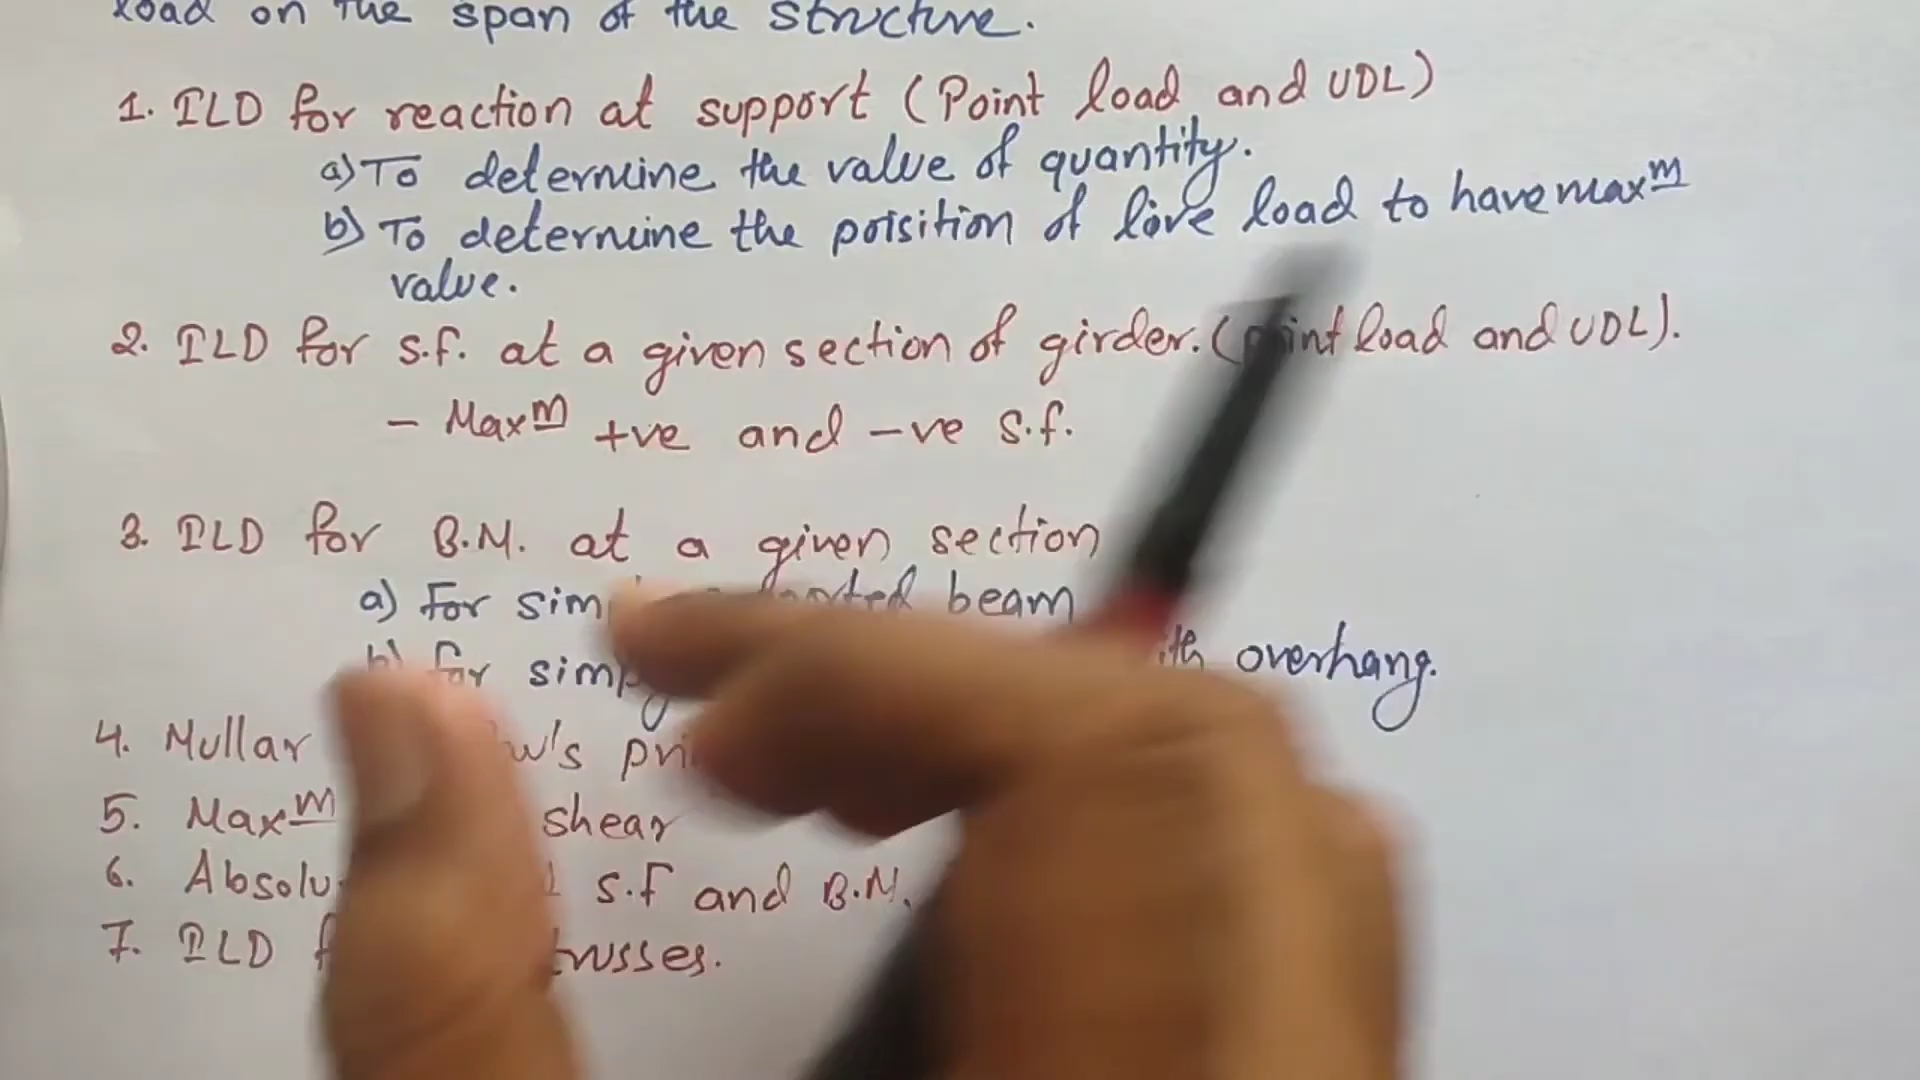 load on the span of the structure.
1. ILD for reaction at support (Point load and UDL)
a) To determine the value of quantity.
b) To determine the poisition of live load to have maxm
value.
2. ILD for s.f. at a given section of girder. (point load and UDL).
- Maxm +ve and -ve s.f.
3. ILD for B.M. at a given section
a) For beam
b) for overhang.
4. Mullar
5. Maxm shear
6. s.f and B.M.
7. ILD trusses.